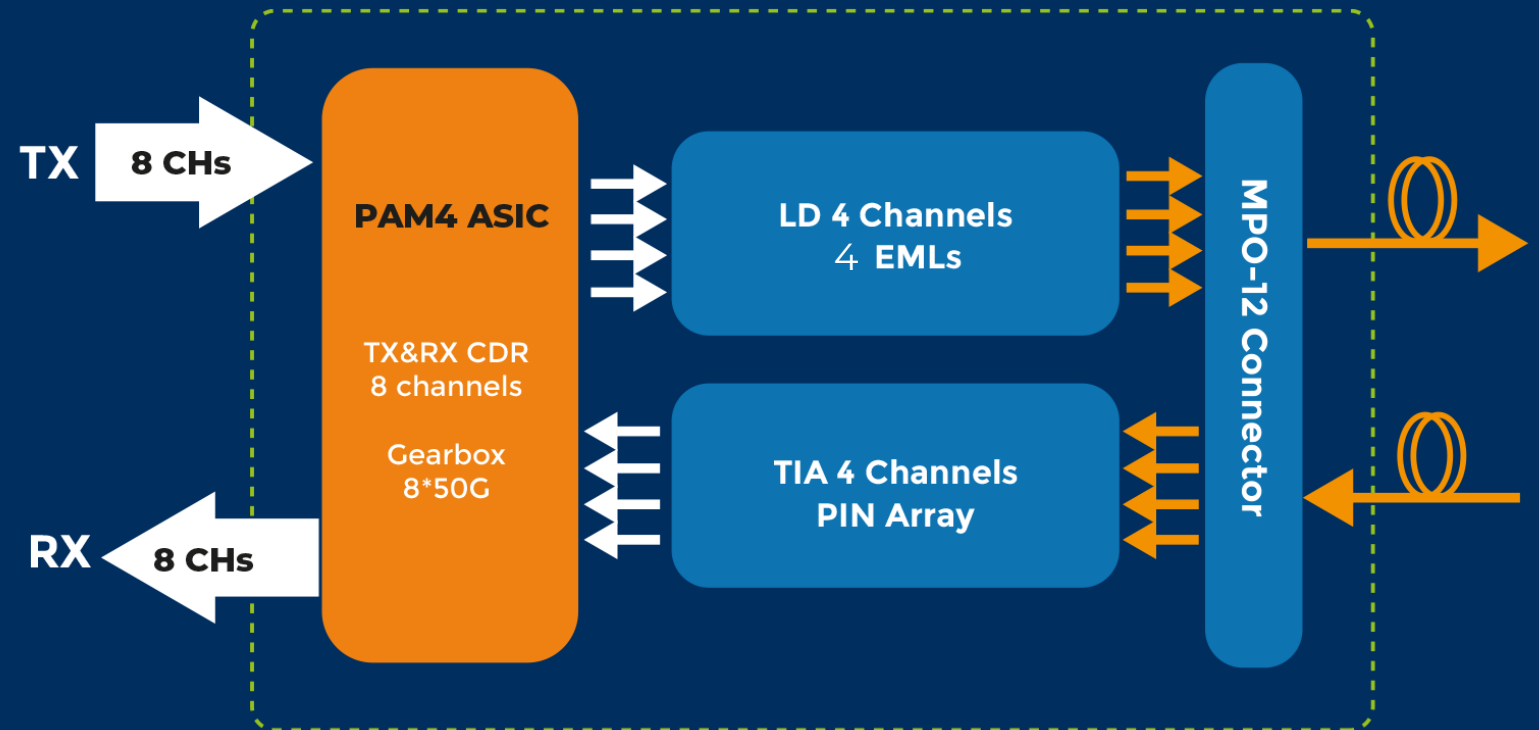 TX
8 CHs
PAM4 ASIC
TX&RX CDR
8 channels
Gearbox
8*50G
RX
8 CHs
LD 4 Channels
4 EMLs
TIA 4 Channels
PIN Array
MPO-12 Connector